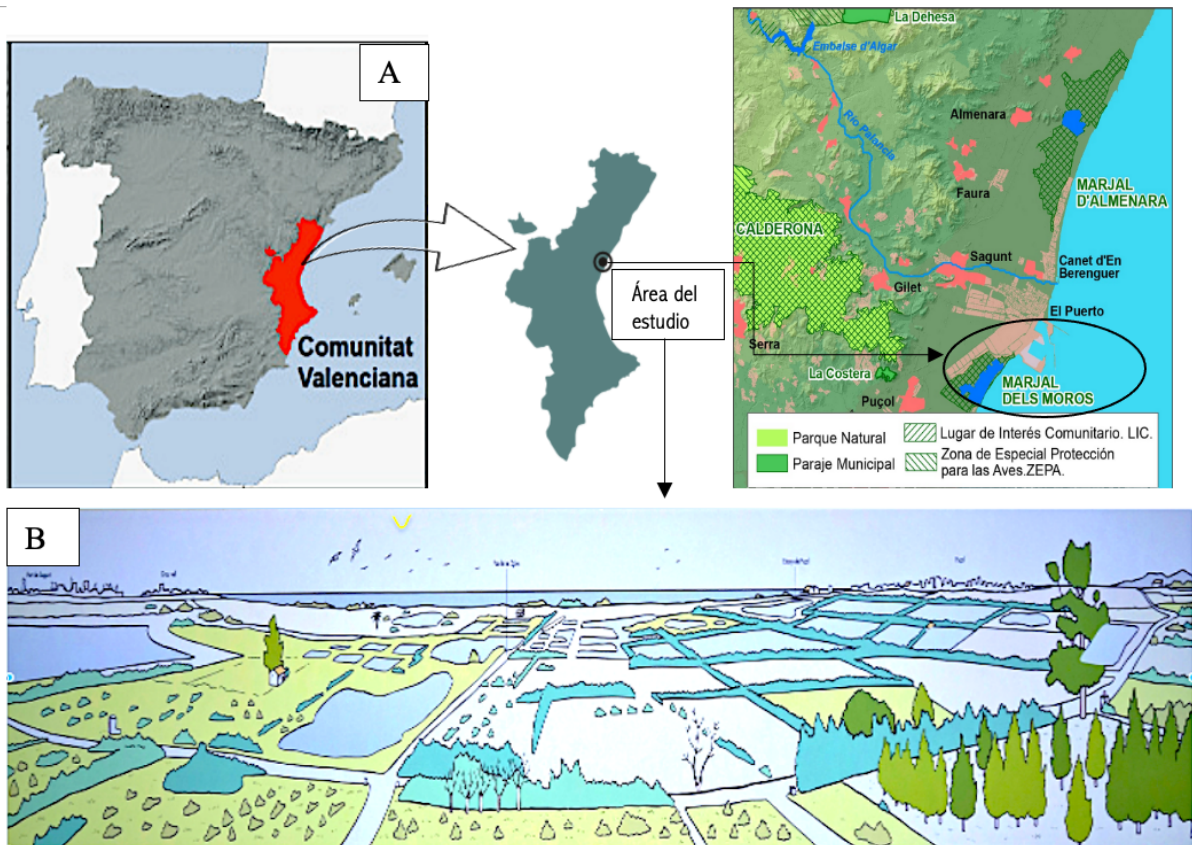 A
Comunitat
Valenciana
Área del
estudio
La Dehesa
Embalse d'Algar
Río Palancia
Almenara
Faura
MARJAL
D'ALMENARA
CALDERONA
Sagunt
Canet d'En
Berenguer
Gilet
El Puerto
Serra
La Costera
Puçol
MARJAL
DELS MOROS
Parque Natural
Paraje Municipal
Lugar de Interés Comunitario. LIC.
Zona de Especial Protección
para las Aves.ZEPA.
B